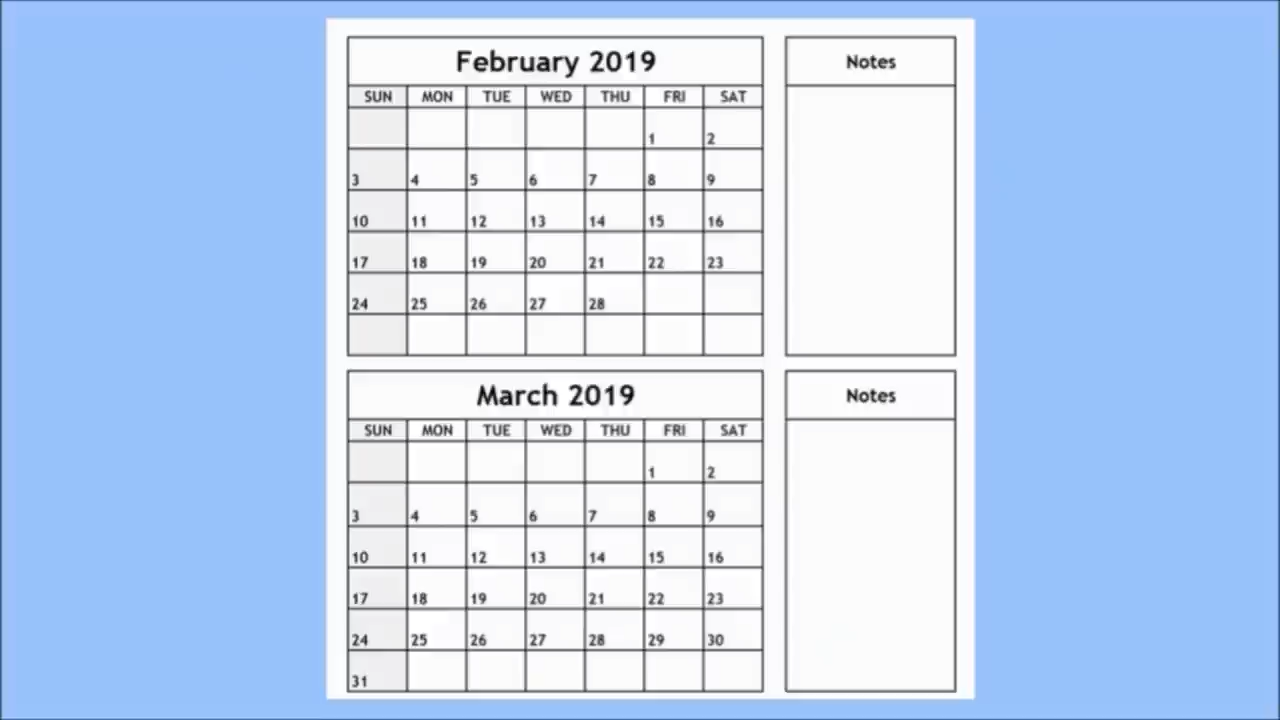 February 2019
Notes
SUN MON TUE WED THU FRI SAT
1 2
3 4 5 6 7 8 9
10 11 12 13 14 15 16
17 18 19 20 21 22 23
24 25 26 27 28
March 2019
Notes
SUN MON TUE WED THU FRI SAT
1 2
3 4 5 6 7 8 9
10 11 12 13 14 15 16
17 18 19 20 21 22 23
24 25 26 27 28 29 30
31